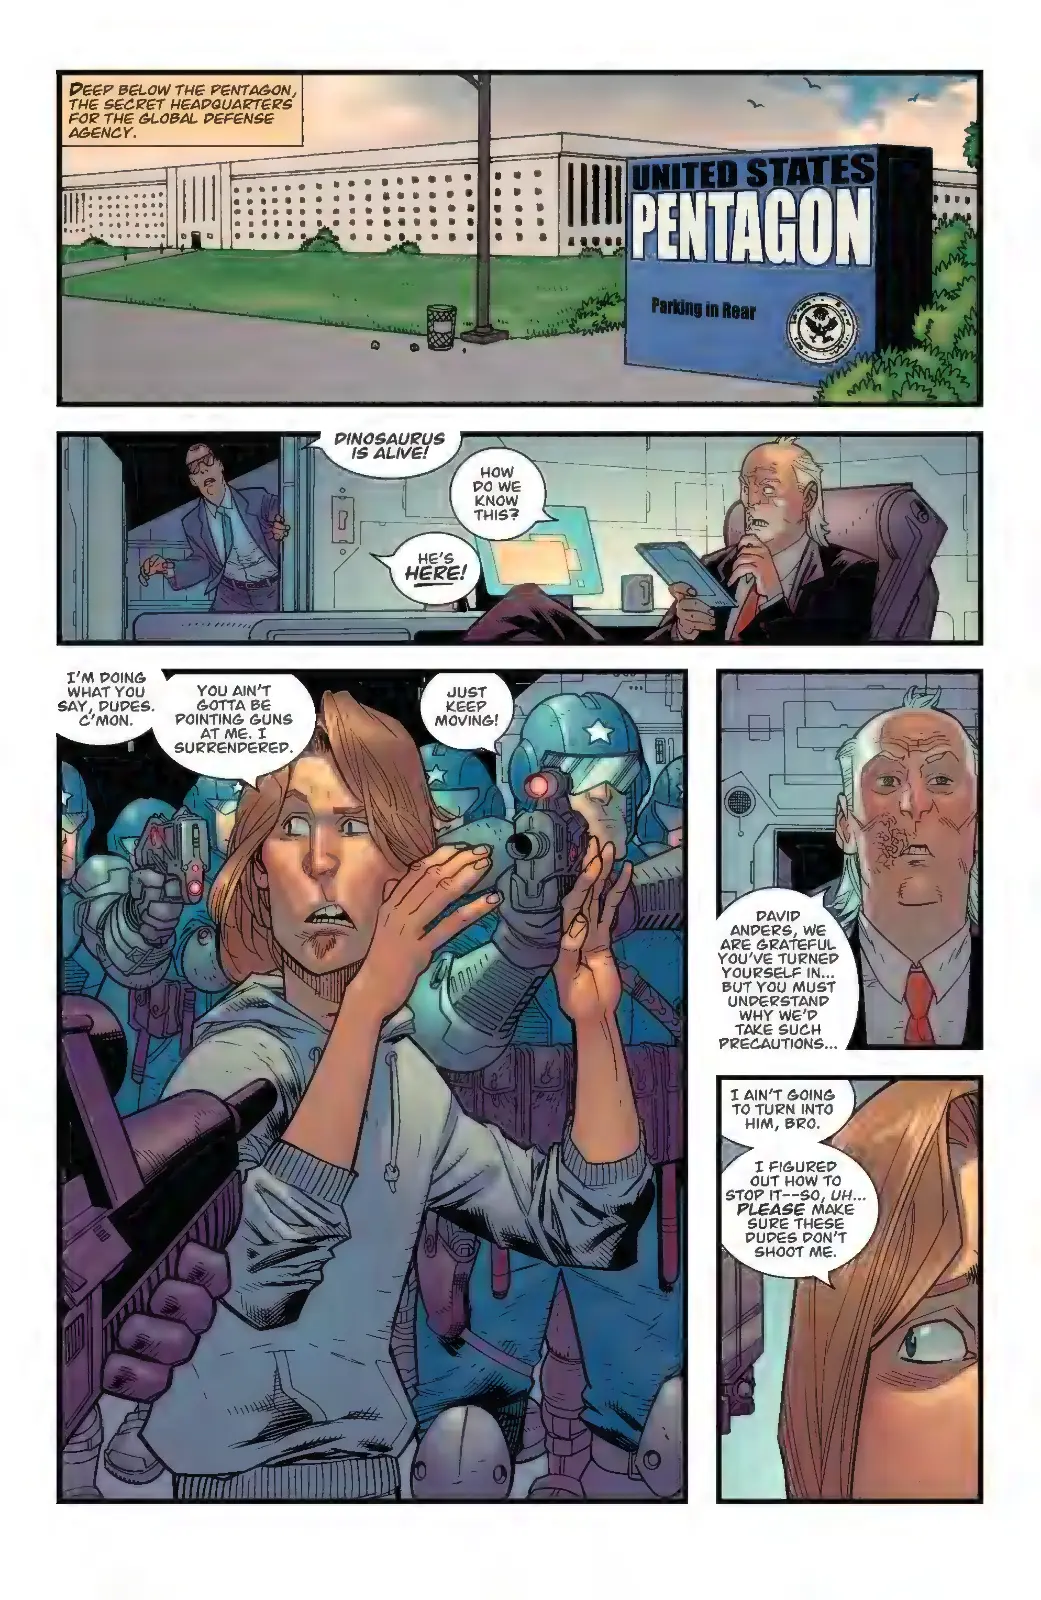 DEEP BELOW THE PENTAGON,
THE SECRET HEADQUARTERS
FOR THE GLOBAL DEFENSE
AGENCY.
UNITED STATES
PENTAGON
Parking in Rear
DINOSAURUS
IS ALIVE!
HOW
DO WE
KNOW
THIS?
HE'S
HERE!
I'M DOING
WHAT YOU
SAY, DUDES.
C'MON.
YOU AIN'T
GOTTA BE
POINTING GUNS
AT ME. I
SURRENDERED.
JUST
KEEP
MOVING!
DAVID
ANDERS, WE
ARE GRATEFUL
YOU'VE TURNED
YOURSELF IN...
BUT YOU MUST
UNDERSTAND
WHY WE'D
TAKE SUCH
PRECAUTIONS...
I AIN'T GOING
TO TURN INTO
HIM, BRO.
I FIGURED
OUT HOW TO
STOP IT--SO, UH...
PLEASE MAKE
SURE THESE
DUDES DON'T
SHOOT ME.